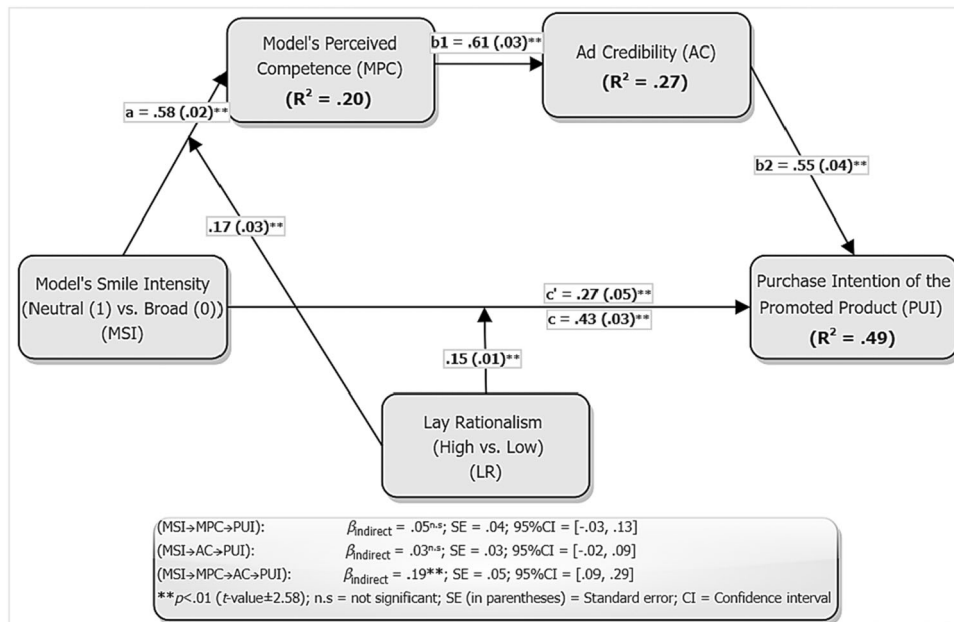 Model's Perceived
Competence (MPC)
(R² = .20)
b1 = .61 (.03)**
Ad Credibility (AC)
(R² = .27)
a = .58 (.02)**
b2 = .55 (.04)**
.17 (.03)**
Model's Smile Intensity
(Neutral (1) vs. Broad (0))
(MSI)
c' = .27 (.05)**
c = .43 (.03)**
Purchase Intention of the
Promoted Product (PUI)
(R² = .49)
.15 (.01)**
Lay Rationalism
(High vs. Low)
(LR)
(MSI→MPC→PUI): βindirect = .05ⁿ·ˢ; SE = .04; 95%CI = [-.03, .13]
(MSI→AC→PUI): βindirect = .03ⁿ·ˢ; SE = .03; 95%CI = [-.02, .09]
(MSI→MPC→AC→PUI): βindirect = .19**; SE = .05; 95%CI = [.09, .29]
**p<.01 (t-value±2.58); n.s = not significant; SE (in parentheses) = Standard error; CI = Confidence interval